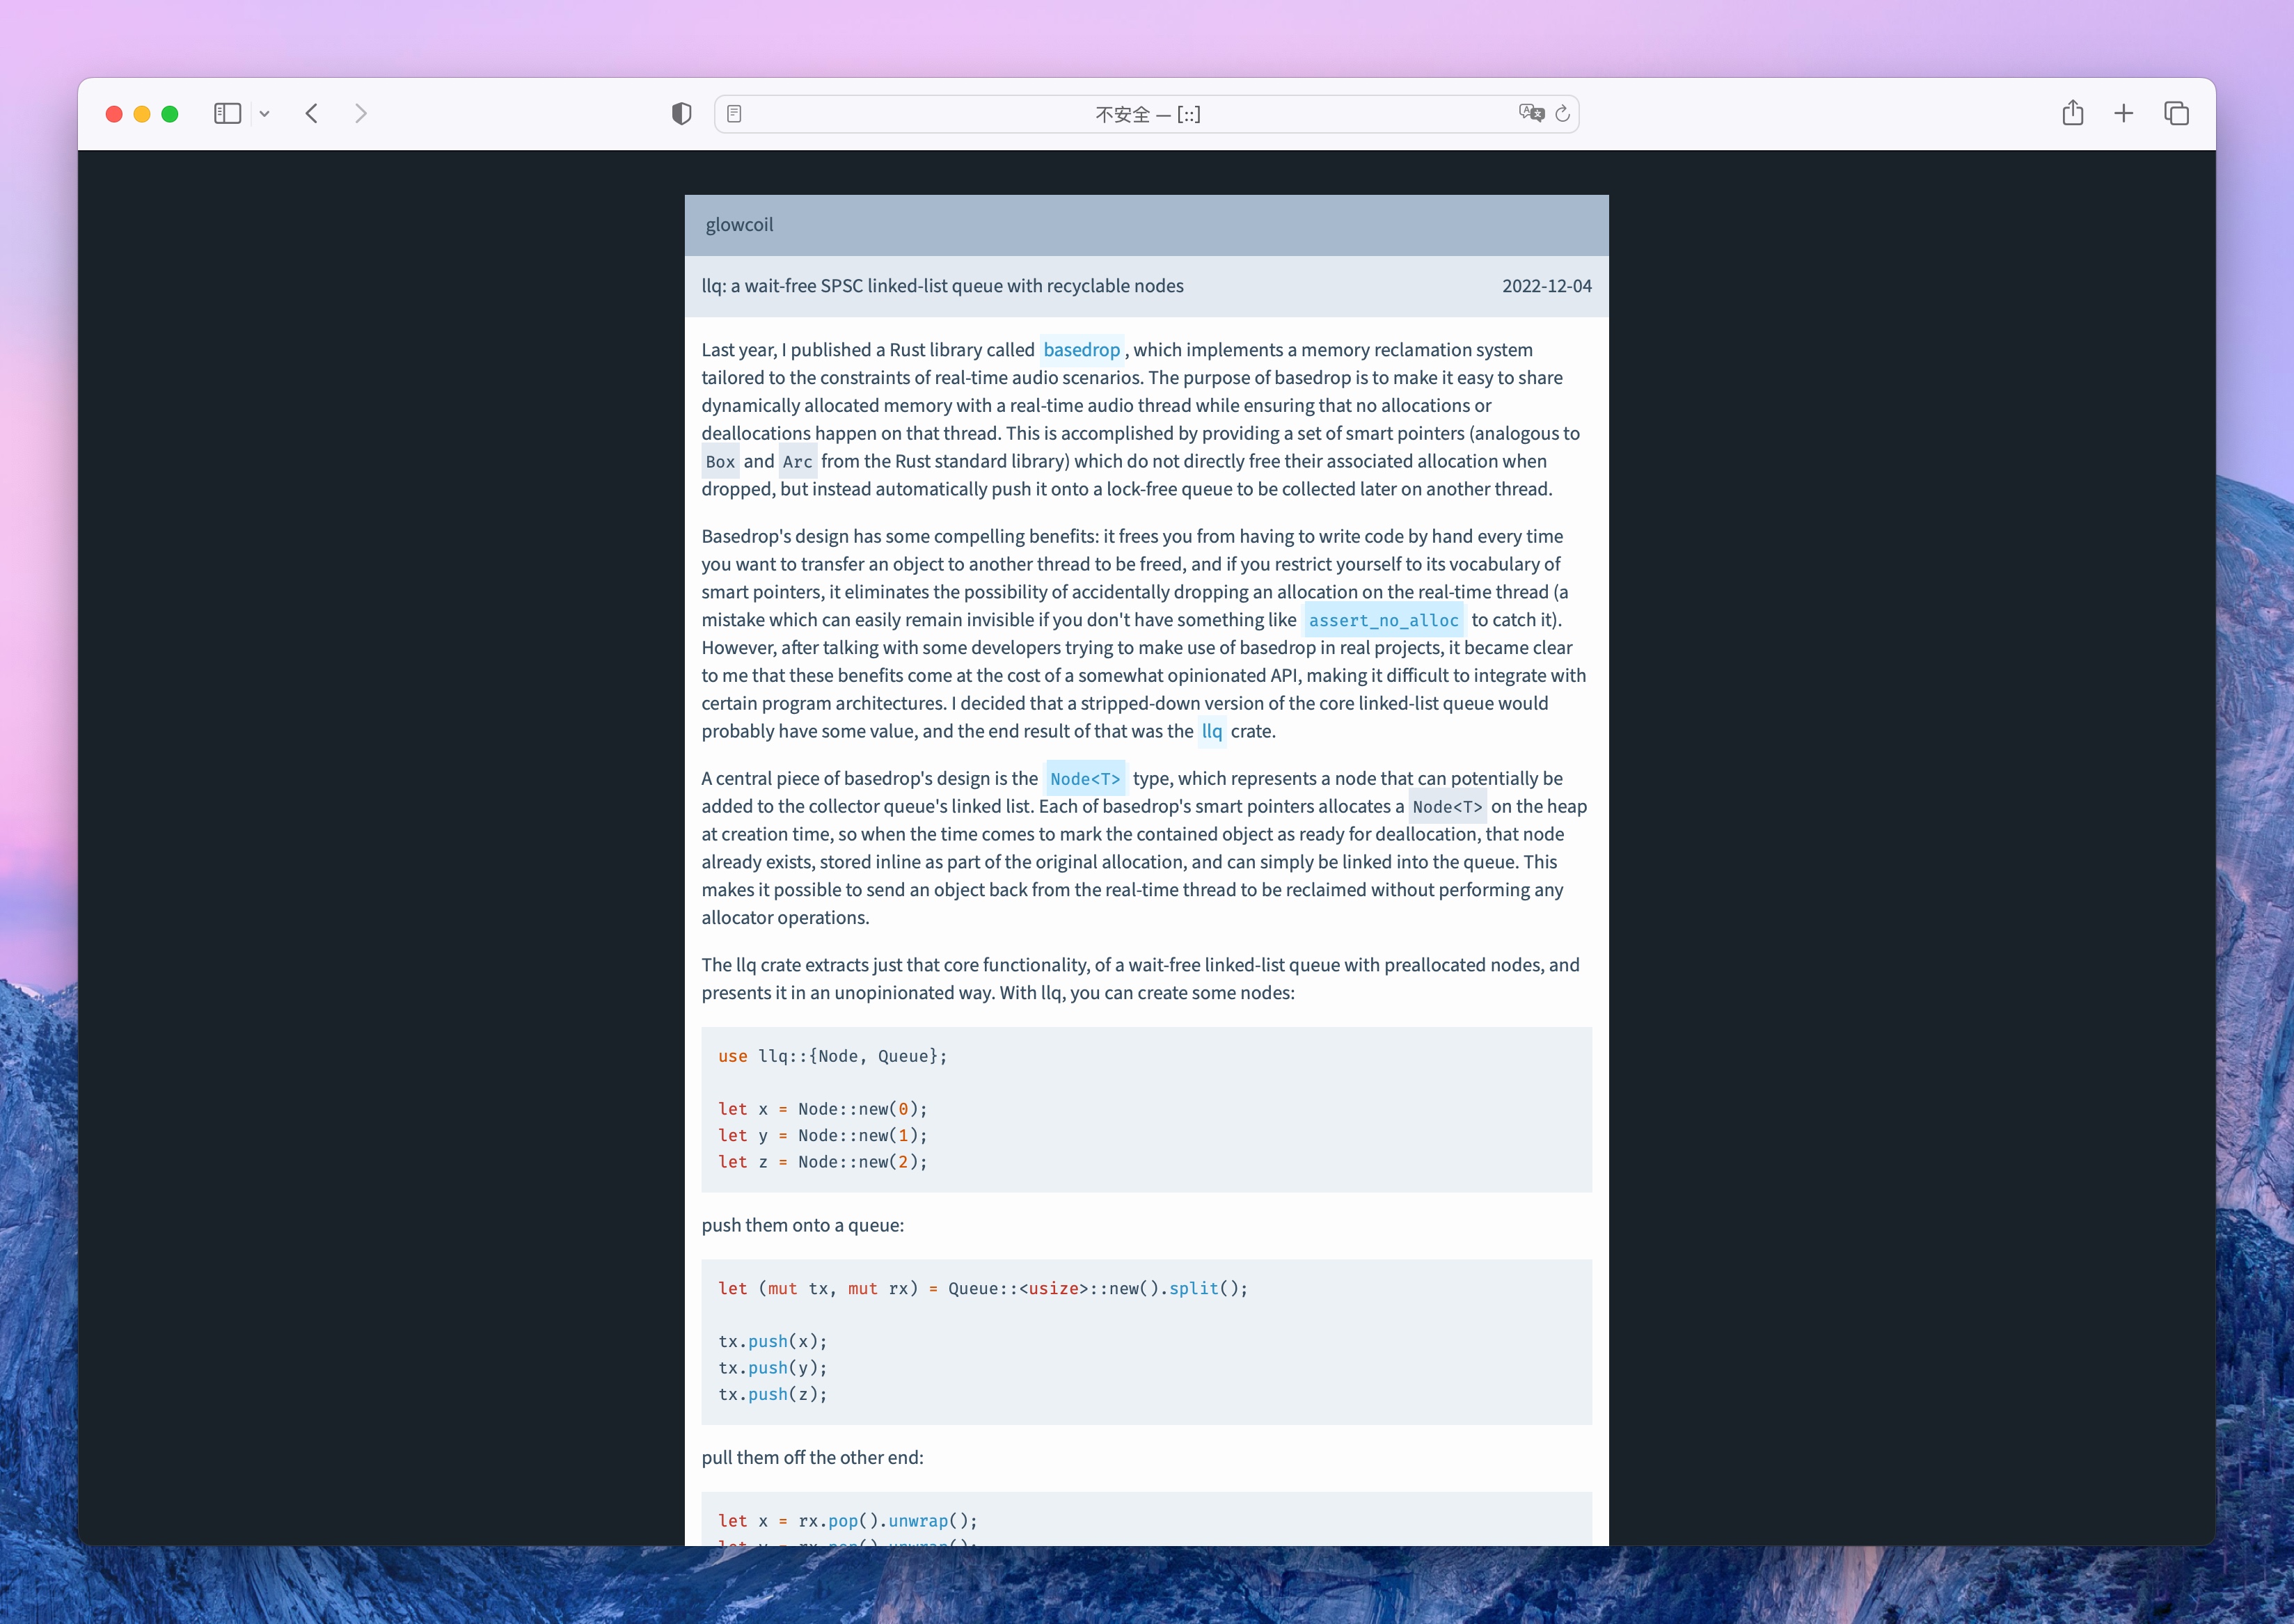 不安全 — [::]
glowcoil
llq: a wait-free SPSC linked-list queue with recyclable nodes 2022-12-04
Last year, I published a Rust library called basedrop, which implements a memory reclamation system
tailored to the constraints of real-time audio scenarios. The purpose of basedrop is to make it easy to share
dynamically allocated memory with a real-time audio thread while ensuring that no allocations or
deallocations happen on that thread. This is accomplished by providing a set of smart pointers (analogous to
Box and Arc from the Rust standard library) which do not directly free their associated allocation when
dropped, but instead automatically push it onto a lock-free queue to be collected later on another thread.
Basedrop's design has some compelling benefits: it frees you from having to write code by hand every time
you want to transfer an object to another thread to be freed, and if you restrict yourself to its vocabulary of
smart pointers, it eliminates the possibility of accidentally dropping an allocation on the real-time thread (a
mistake which can easily remain invisible if you don't have something like assert_no_alloc to catch it).
However, after talking with some developers trying to make use of basedrop in real projects, it became clear
to me that these benefits come at the cost of a somewhat opinionated API, making it difficult to integrate with
certain program architectures. I decided that a stripped-down version of the core linked-list queue would
probably have some value, and the end result of that was the llq crate.
A central piece of basedrop's design is the Node<T> type, which represents a node that can potentially be
added to the collector queue's linked list. Each of basedrop's smart pointers allocates a Node<T> on the heap
at creation time, so when the time comes to mark the contained object as ready for deallocation, that node
already exists, stored inline as part of the original allocation, and can simply be linked into the queue. This
makes it possible to send an object back from the real-time thread to be reclaimed without performing any
allocator operations.
The llq crate extracts just that core functionality, of a wait-free linked-list queue with preallocated nodes, and
presents it in an unopinionated way. With llq, you can create some nodes:
use llq::{Node, Queue};
let x = Node::new(0);
let y = Node::new(1);
let z = Node::new(2);
push them onto a queue:
let (mut tx, mut rx) = Queue::<usize>::new().split();
tx.push(x);
tx.push(y);
tx.push(z);
pull them off the other end:
let x = rx.pop().unwrap();
let y = rx.pop().unwrap();